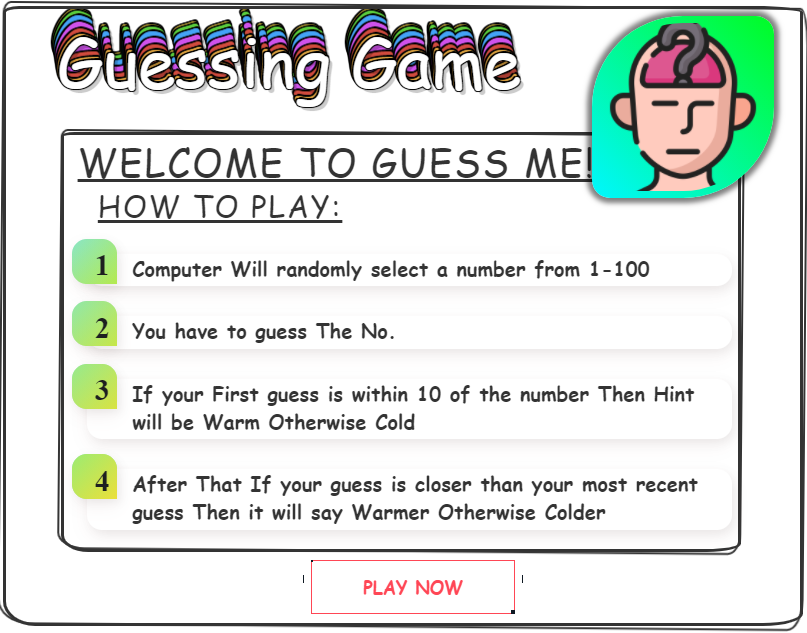 Guessing Game
WELCOME TO GUESS ME!
HOW TO PLAY:
1 Computer Will randomly select a number from 1-100
2 You have to guess The No.
3 If your First guess is within 10 of the number Then Hint
will be Warm Otherwise Cold
4 After That If your guess is closer than your most recent
guess Then it will say Warmer Otherwise Colder
PLAY NOW